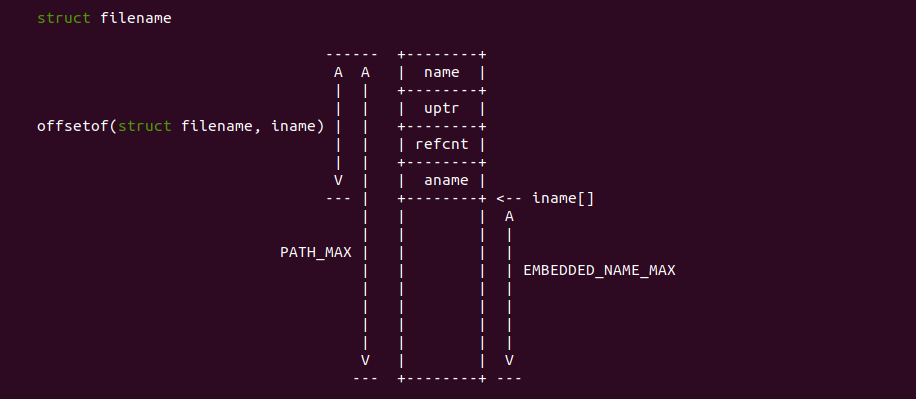 struct filename
------  +--------+
A  A   |  name  |
|  |   +--------+
|  |   |  uptr  |
offsetof(struct filename, iname) |  |   +--------+
|  |   | refcnt |
|  |   +--------+
V  |   |  aname |
--- |   +--------+ <-- iname[]
|   |        |  A
|   |        |  |
PATH_MAX |   |        |  |
|   |        |  | EMBEDDED_NAME_MAX
|   |        |  |
|   |        |  |
|   |        |  |
|   |        |  |
V   |        |  V
---  +--------+ ---